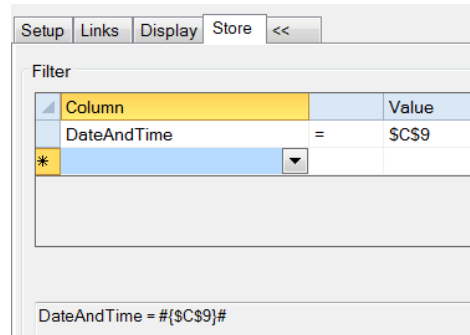 Setup Links Display Store <<
Filter
Column Value
DateAndTime = $C$9
*
DateAndTime = #{$C$9}#